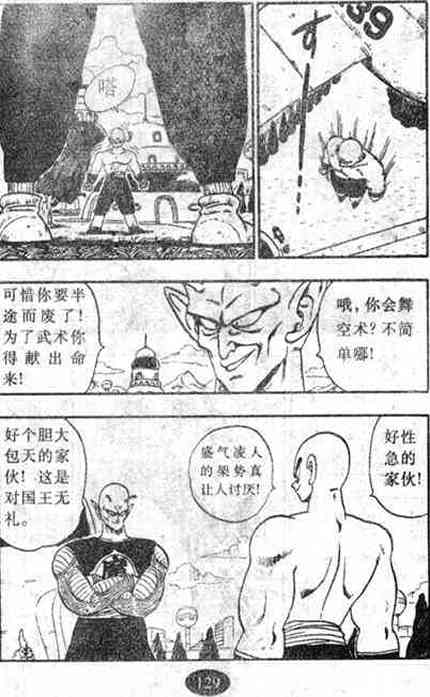 39
す
嗒
哦，你会舞
空术？不简
单哪！
可惜你要半
途而废了！
为了武术你
得献出命
来！
好性
急的
家伙！
盛气凌人
的架势真
让人讨厌！
好个胆大
包天的家
伙！这是
对国王无
礼。
129